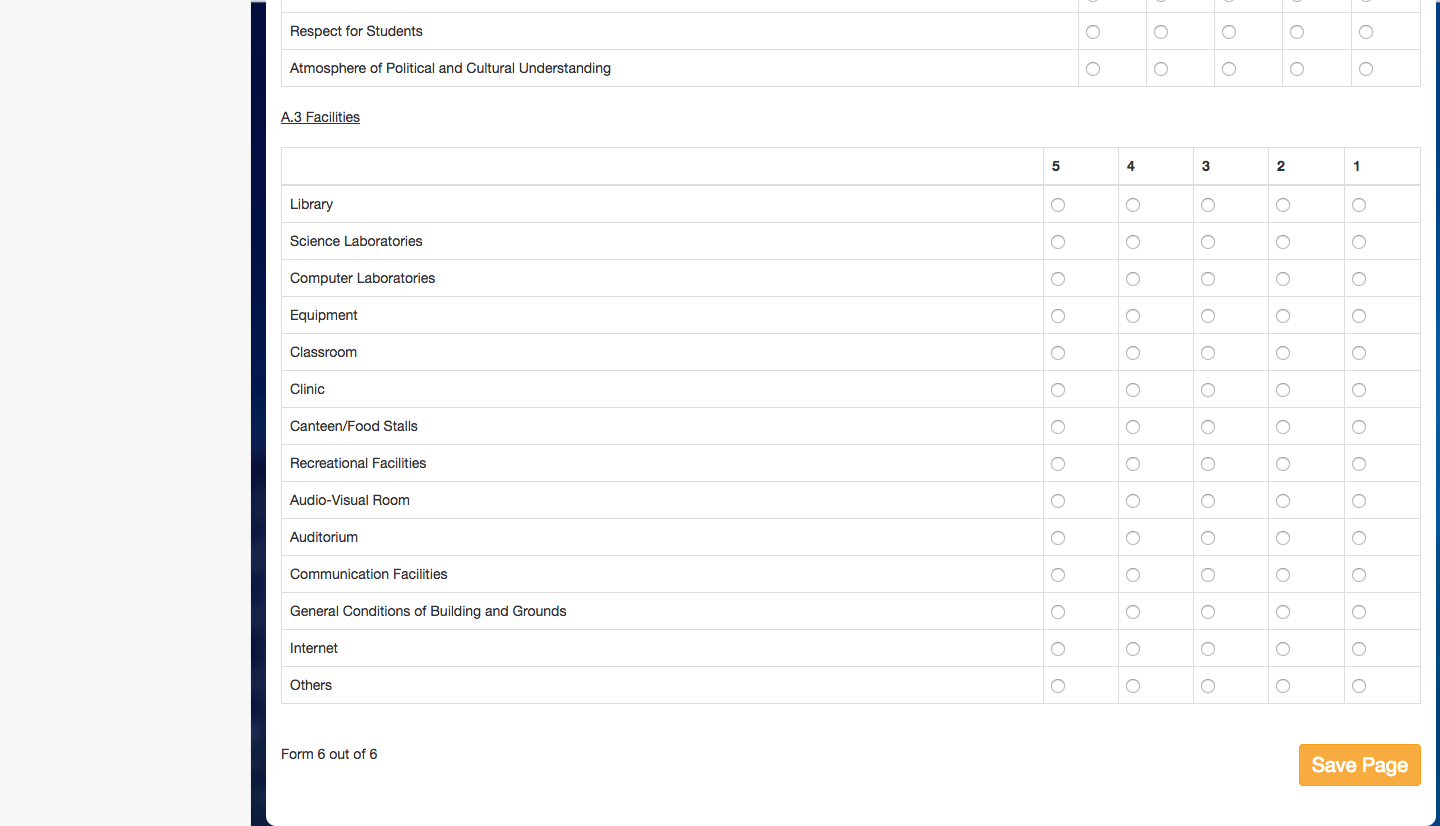 Respect for Students
Atmosphere of Political and Cultural Understanding
A.3 Facilities
5 4 3 2 1
Library
Science Laboratories
Computer Laboratories
Equipment
Classroom
Clinic
Canteen/Food Stalls
Recreational Facilities
Audio-Visual Room
Auditorium
Communication Facilities
General Conditions of Building and Grounds
Internet
Others
Form 6 out of 6
Save Page